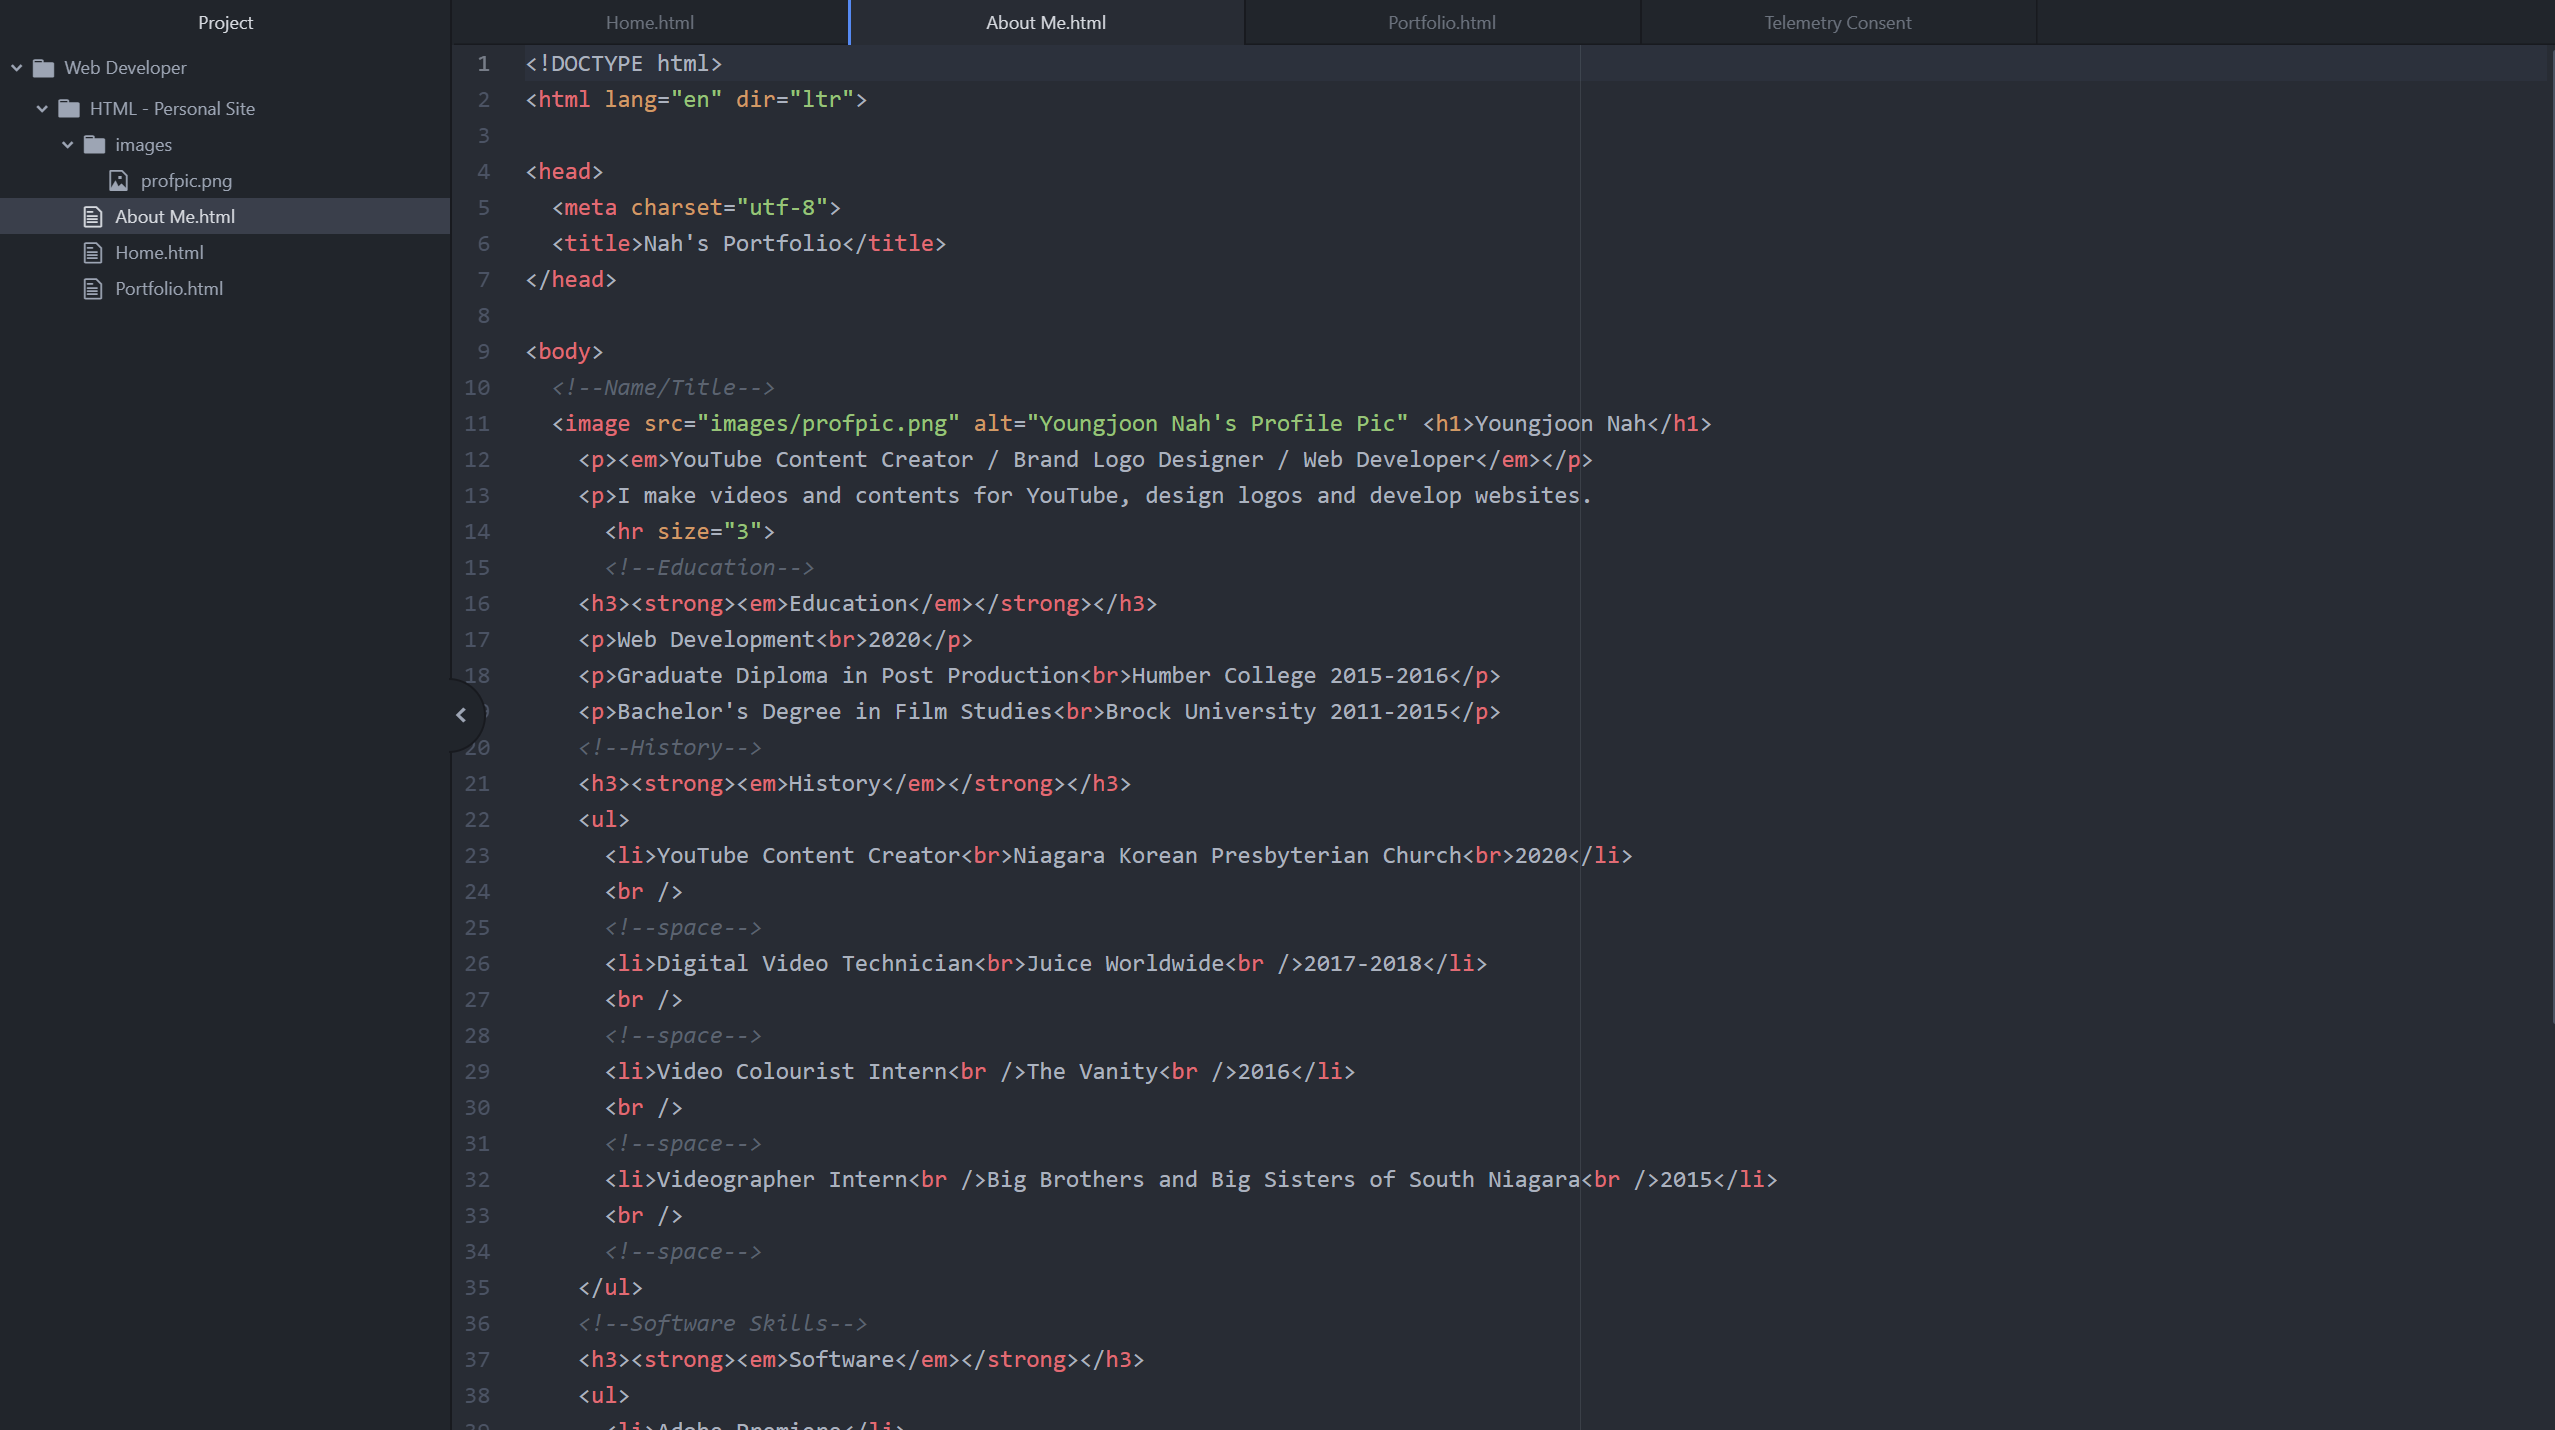 Project
Web Developer
HTML - Personal Site
images
profpic.png
About Me.html
Home.html
Portfolio.html
Home.html
About Me.html
Portfolio.html
Telemetry Consent
1 <!DOCTYPE html>
2 <html lang="en" dir="ltr">
3
4 <head>
5 <meta charset="utf-8">
6 <title>Nah's Portfolio</title>
7 </head>
8
9 <body>
10 <!--Name/Title-->
11 <image src="images/profpic.png" alt="Youngjoon Nah's Profile Pic" <h1>Youngjoon Nah</h1>
12 <p><em>YouTube Content Creator / Brand Logo Designer / Web Developer</em></p>
13 <p>I make videos and contents for YouTube, design logos and develop websites.
14 <hr size="3">
15 <!--Education-->
16 <h3><strong><em>Education</em></strong></h3>
17 <p>Web Development<br>2020</p>
18 <p>Graduate Diploma in Post Production<br>Humber College 2015-2016</p>
<p>Bachelor's Degree in Film Studies<br>Brock University 2011-2015</p>
20 <!--History-->
21 <h3><strong><em>History</em></strong></h3>
22 <ul>
23 <li>YouTube Content Creator<br>Niagara Korean Presbyterian Church<br>2020</li>
24 <br />
25 <!--space-->
26 <li>Digital Video Technician<br>Juice Worldwide<br />2017-2018</li>
27 <br />
28 <!--space-->
29 <li>Video Colourist Intern<br />The Vanity<br />2016</li>
30 <br />
31 <!--space-->
32 <li>Videographer Intern<br />Big Brothers and Big Sisters of South Niagara<br />2015</li>
33 <br />
34 <!--space-->
35 </ul>
36 <!--Software Skills-->
37 <h3><strong><em>Software</em></strong></h3>
38 <ul>
<li>Adobe Premiere</li>